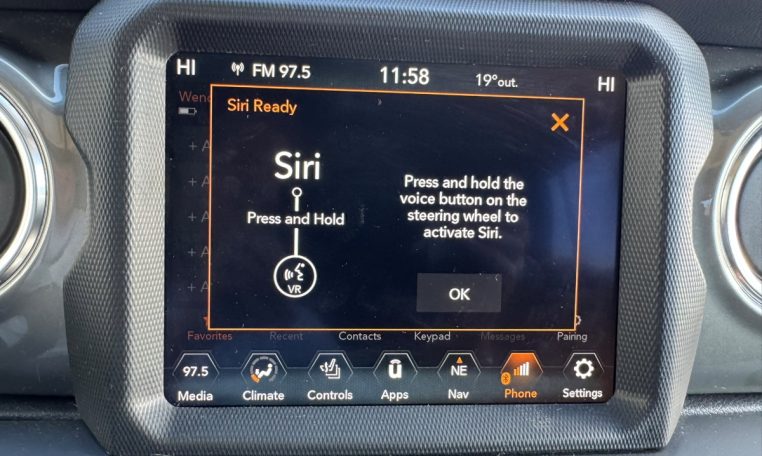 HI FM 97.5 11:58 19°out. HI
Wenc
Siri Ready
+ A
Siri
+ A
Press and hold the
voice button on the
steering wheel to
activate Siri.
+ A
Press and Hold
+ A
VR
+ A
OK
Favorites Recent Contacts Keypad Messages Pairing
97.5 NE
Media Climate Controls Apps Nav Phone Settings